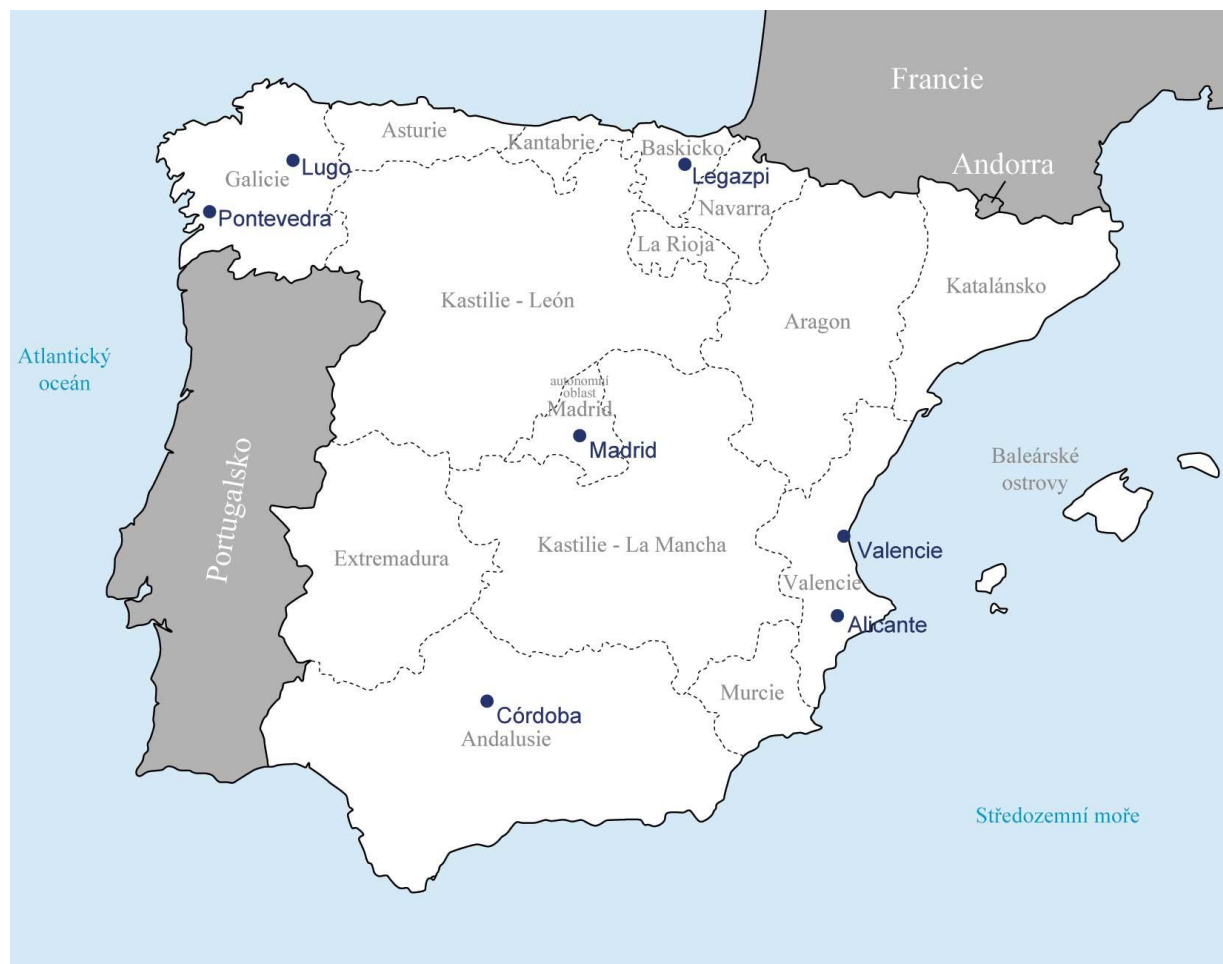 Francie
Andorra
Asturie
Kantabrie
Baskicko
Lugo
Legazpi
Galicie
Pontevedra
Navarra
La Rioja
Kastilie - León
Katalánsko
Aragon
Atlantický
oceán
autonomní
oblast
Madrid
Madrid
Baleárské
ostrovy
Portugalsko
Extremadura
Kastilie - La Mancha
Valencie
Valencie
Alicante
Murcie
Córdoba
Andalusie
Středozemní moře